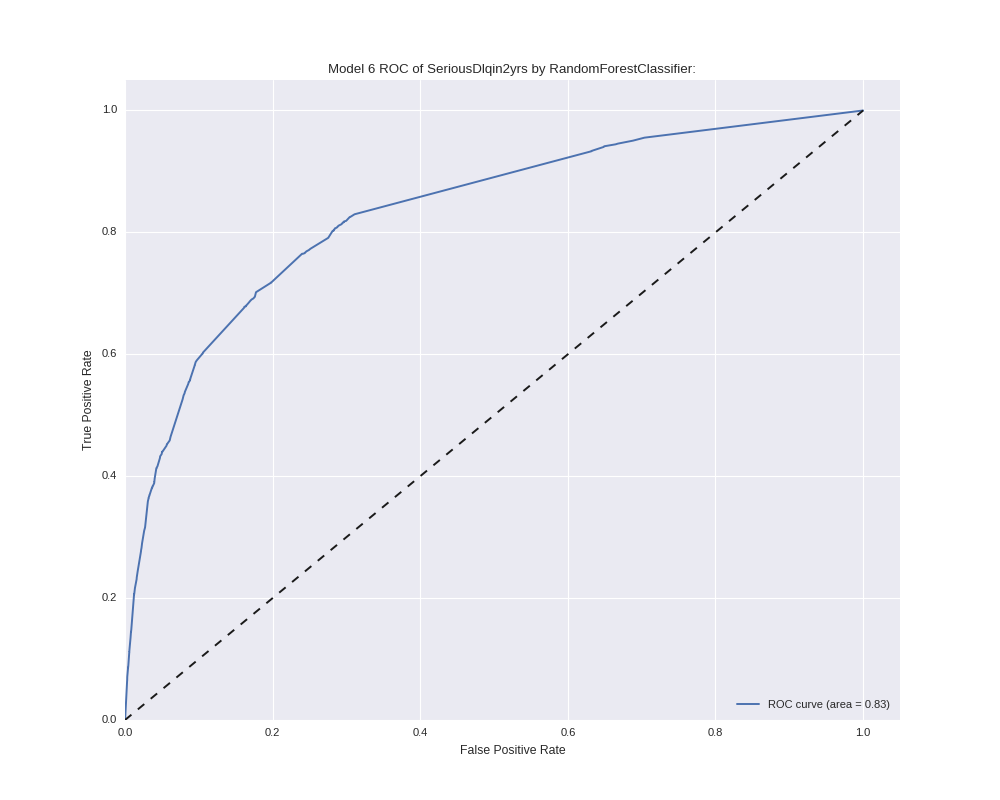 Model 6 ROC of SeriousDlqin2yrs by RandomForestClassifier:
1.0
0.8
0.6
0.4
0.2
0.0
True Positive Rate
ROC curve (area = 0.83)
0.0 0.2 0.4 0.6 0.8 1.0
False Positive Rate